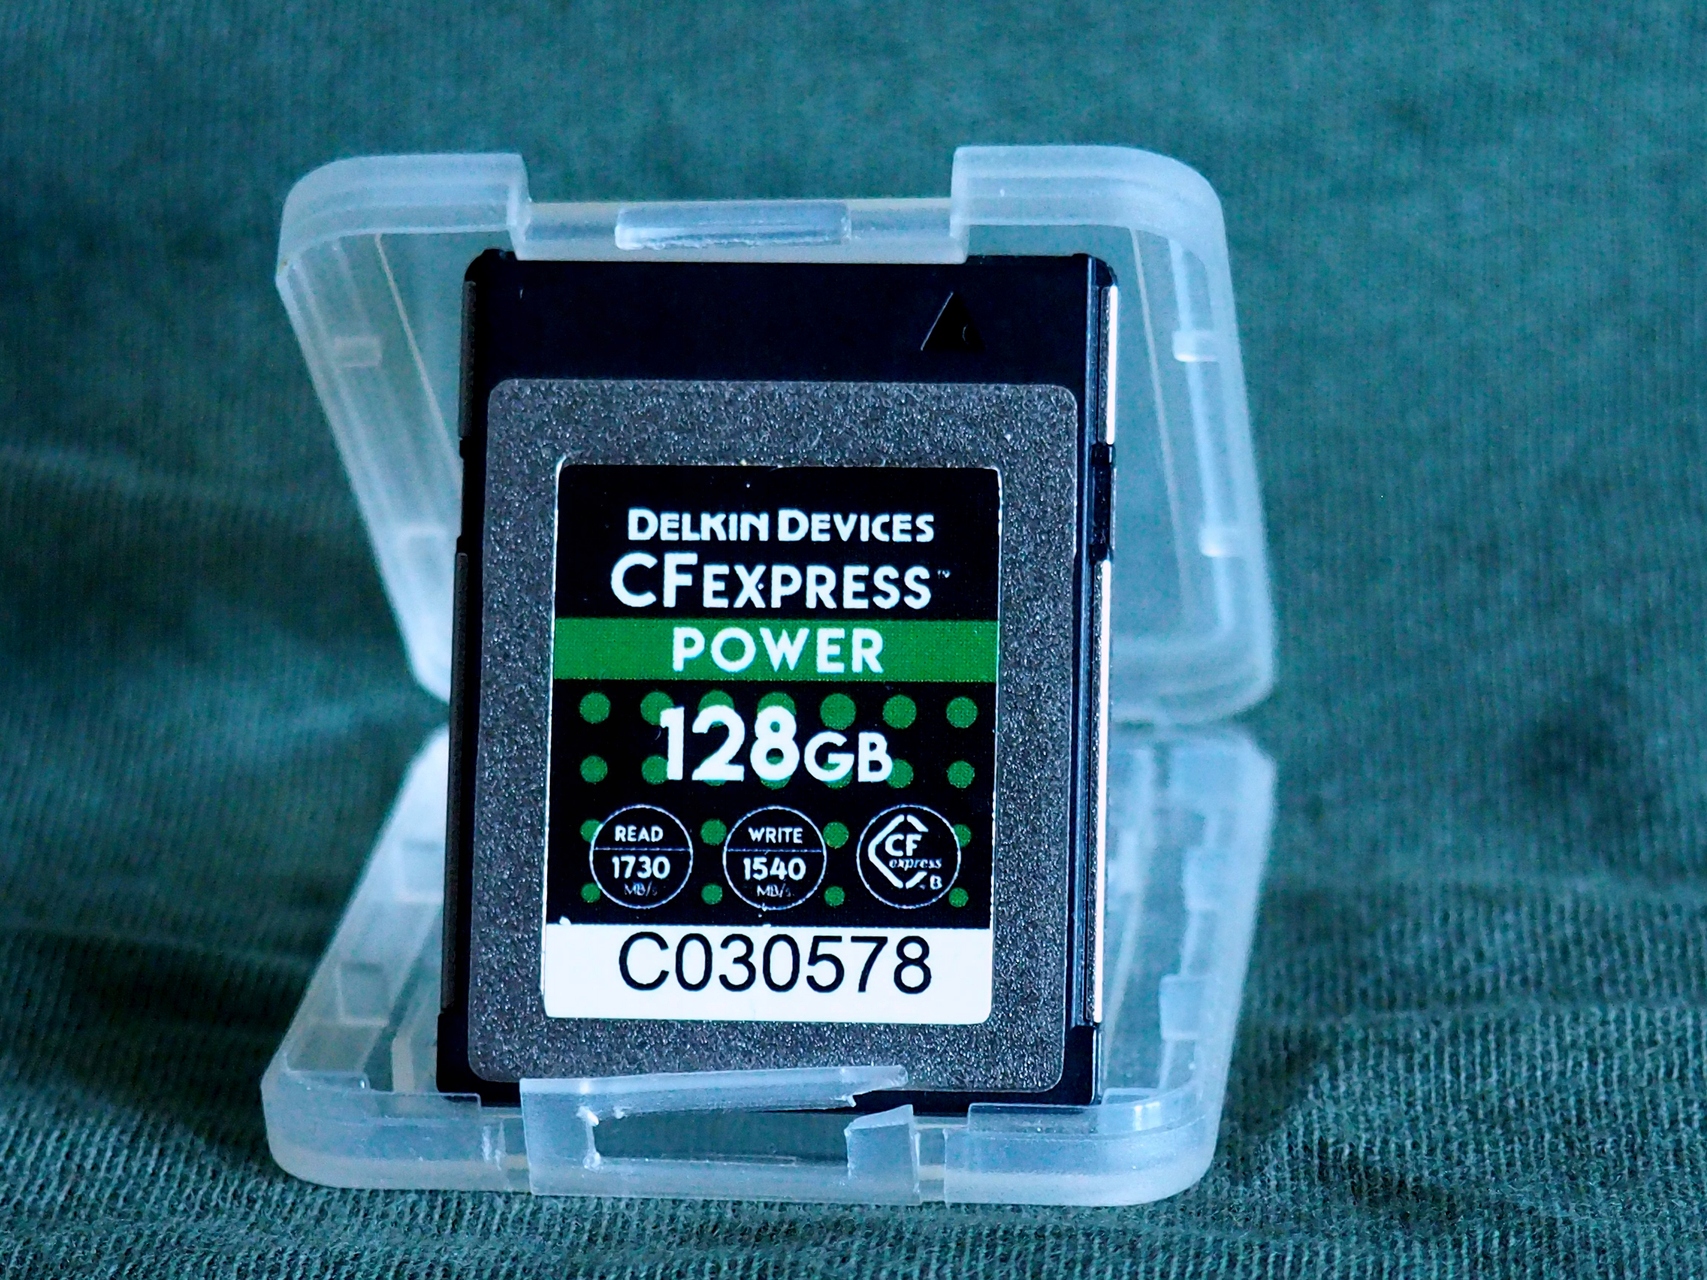 DELKIN DEVICES
CFEXPRESS™
POWER
128GB
READ
1730
MB/s
WRITE
1540
MB/s
CF
express
B
C030578